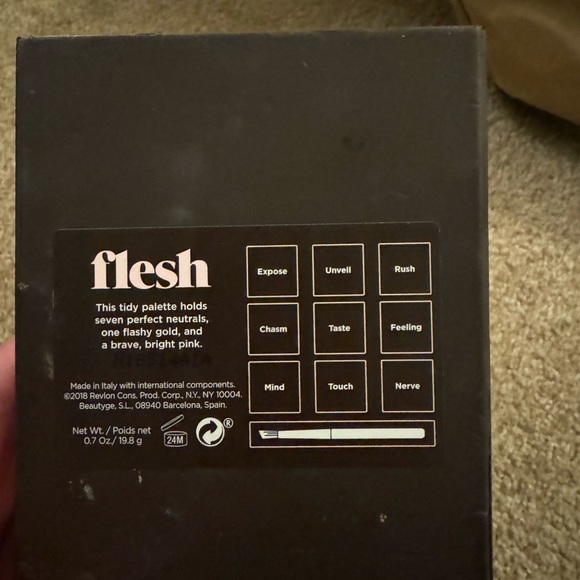 flesh
This tidy palette holds
seven perfect neutrals,
one flashy gold, and
a brave, bright pink.
Made in Italy with international components.
©2018 Revlon Cons. Prod. Corp., N.Y., NY 10004.
Beautyge, S.L., 08940 Barcelona, Spain.
Net Wt. / Poids net
0.7 Oz./ 19.8 g
24M
®
Expose Unveil Rush
Chasm Taste Feeling
Mind Touch Nerve